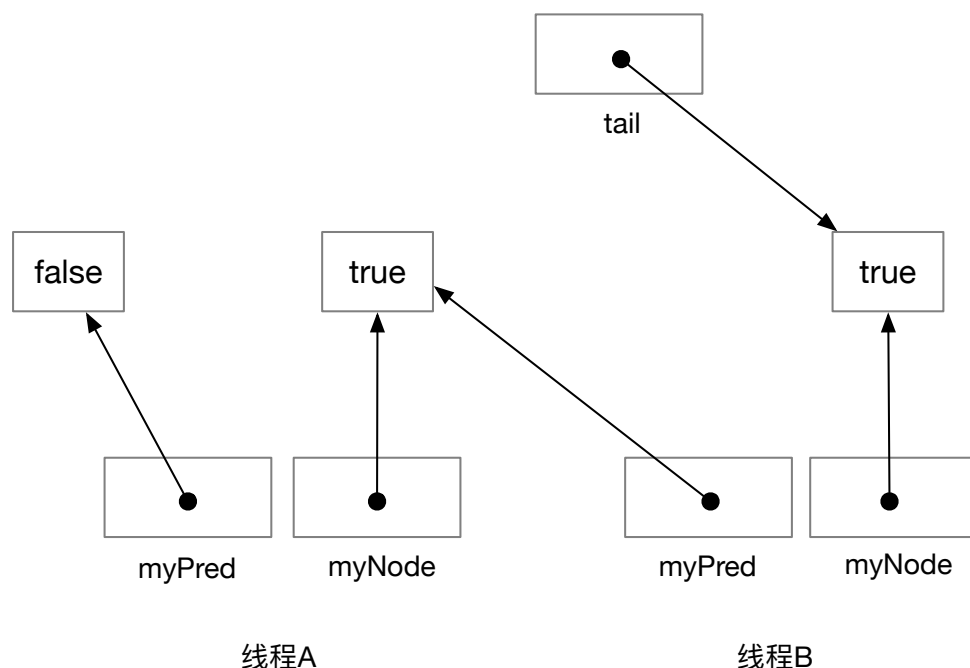 tail
false
true
true
myPred
myNode
myPred
myNode
线程A
线程B